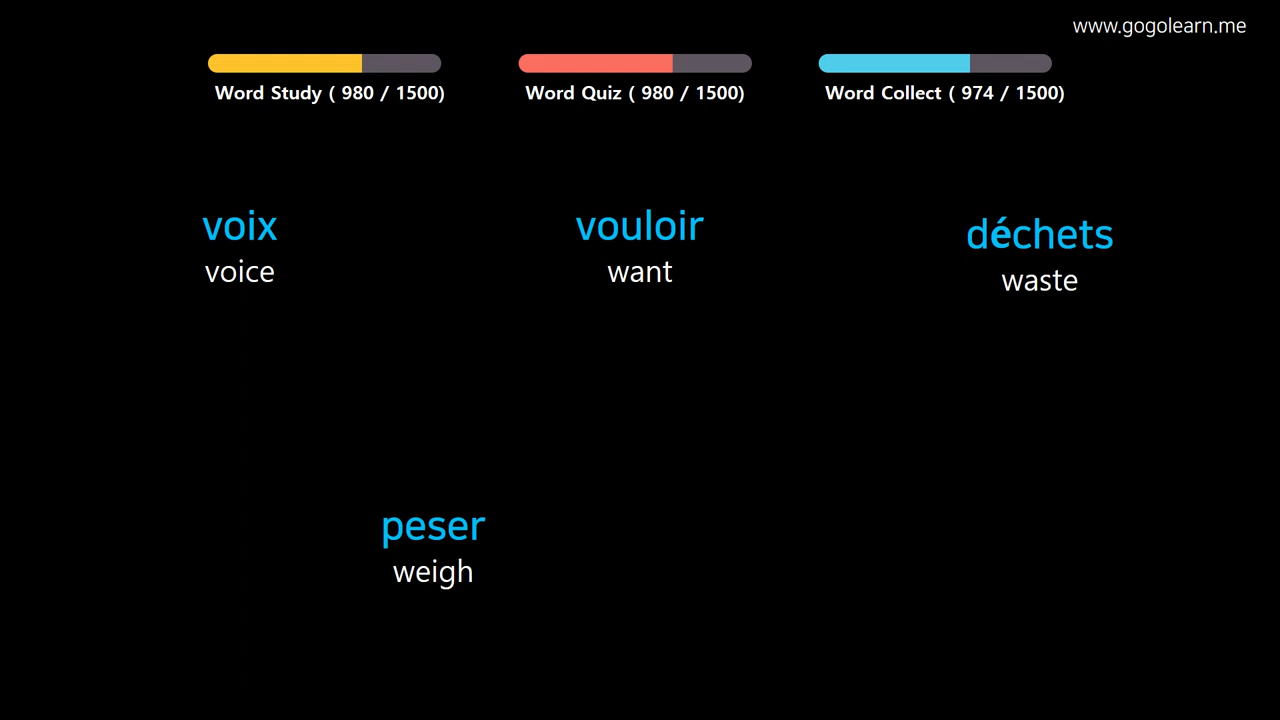 www.gogolearn.me
Word Study ( 980 / 1500)
Word Quiz ( 980 / 1500)
Word Collect ( 974 / 1500)
voix
voice
vouloir
want
déchets
waste
peser
weigh